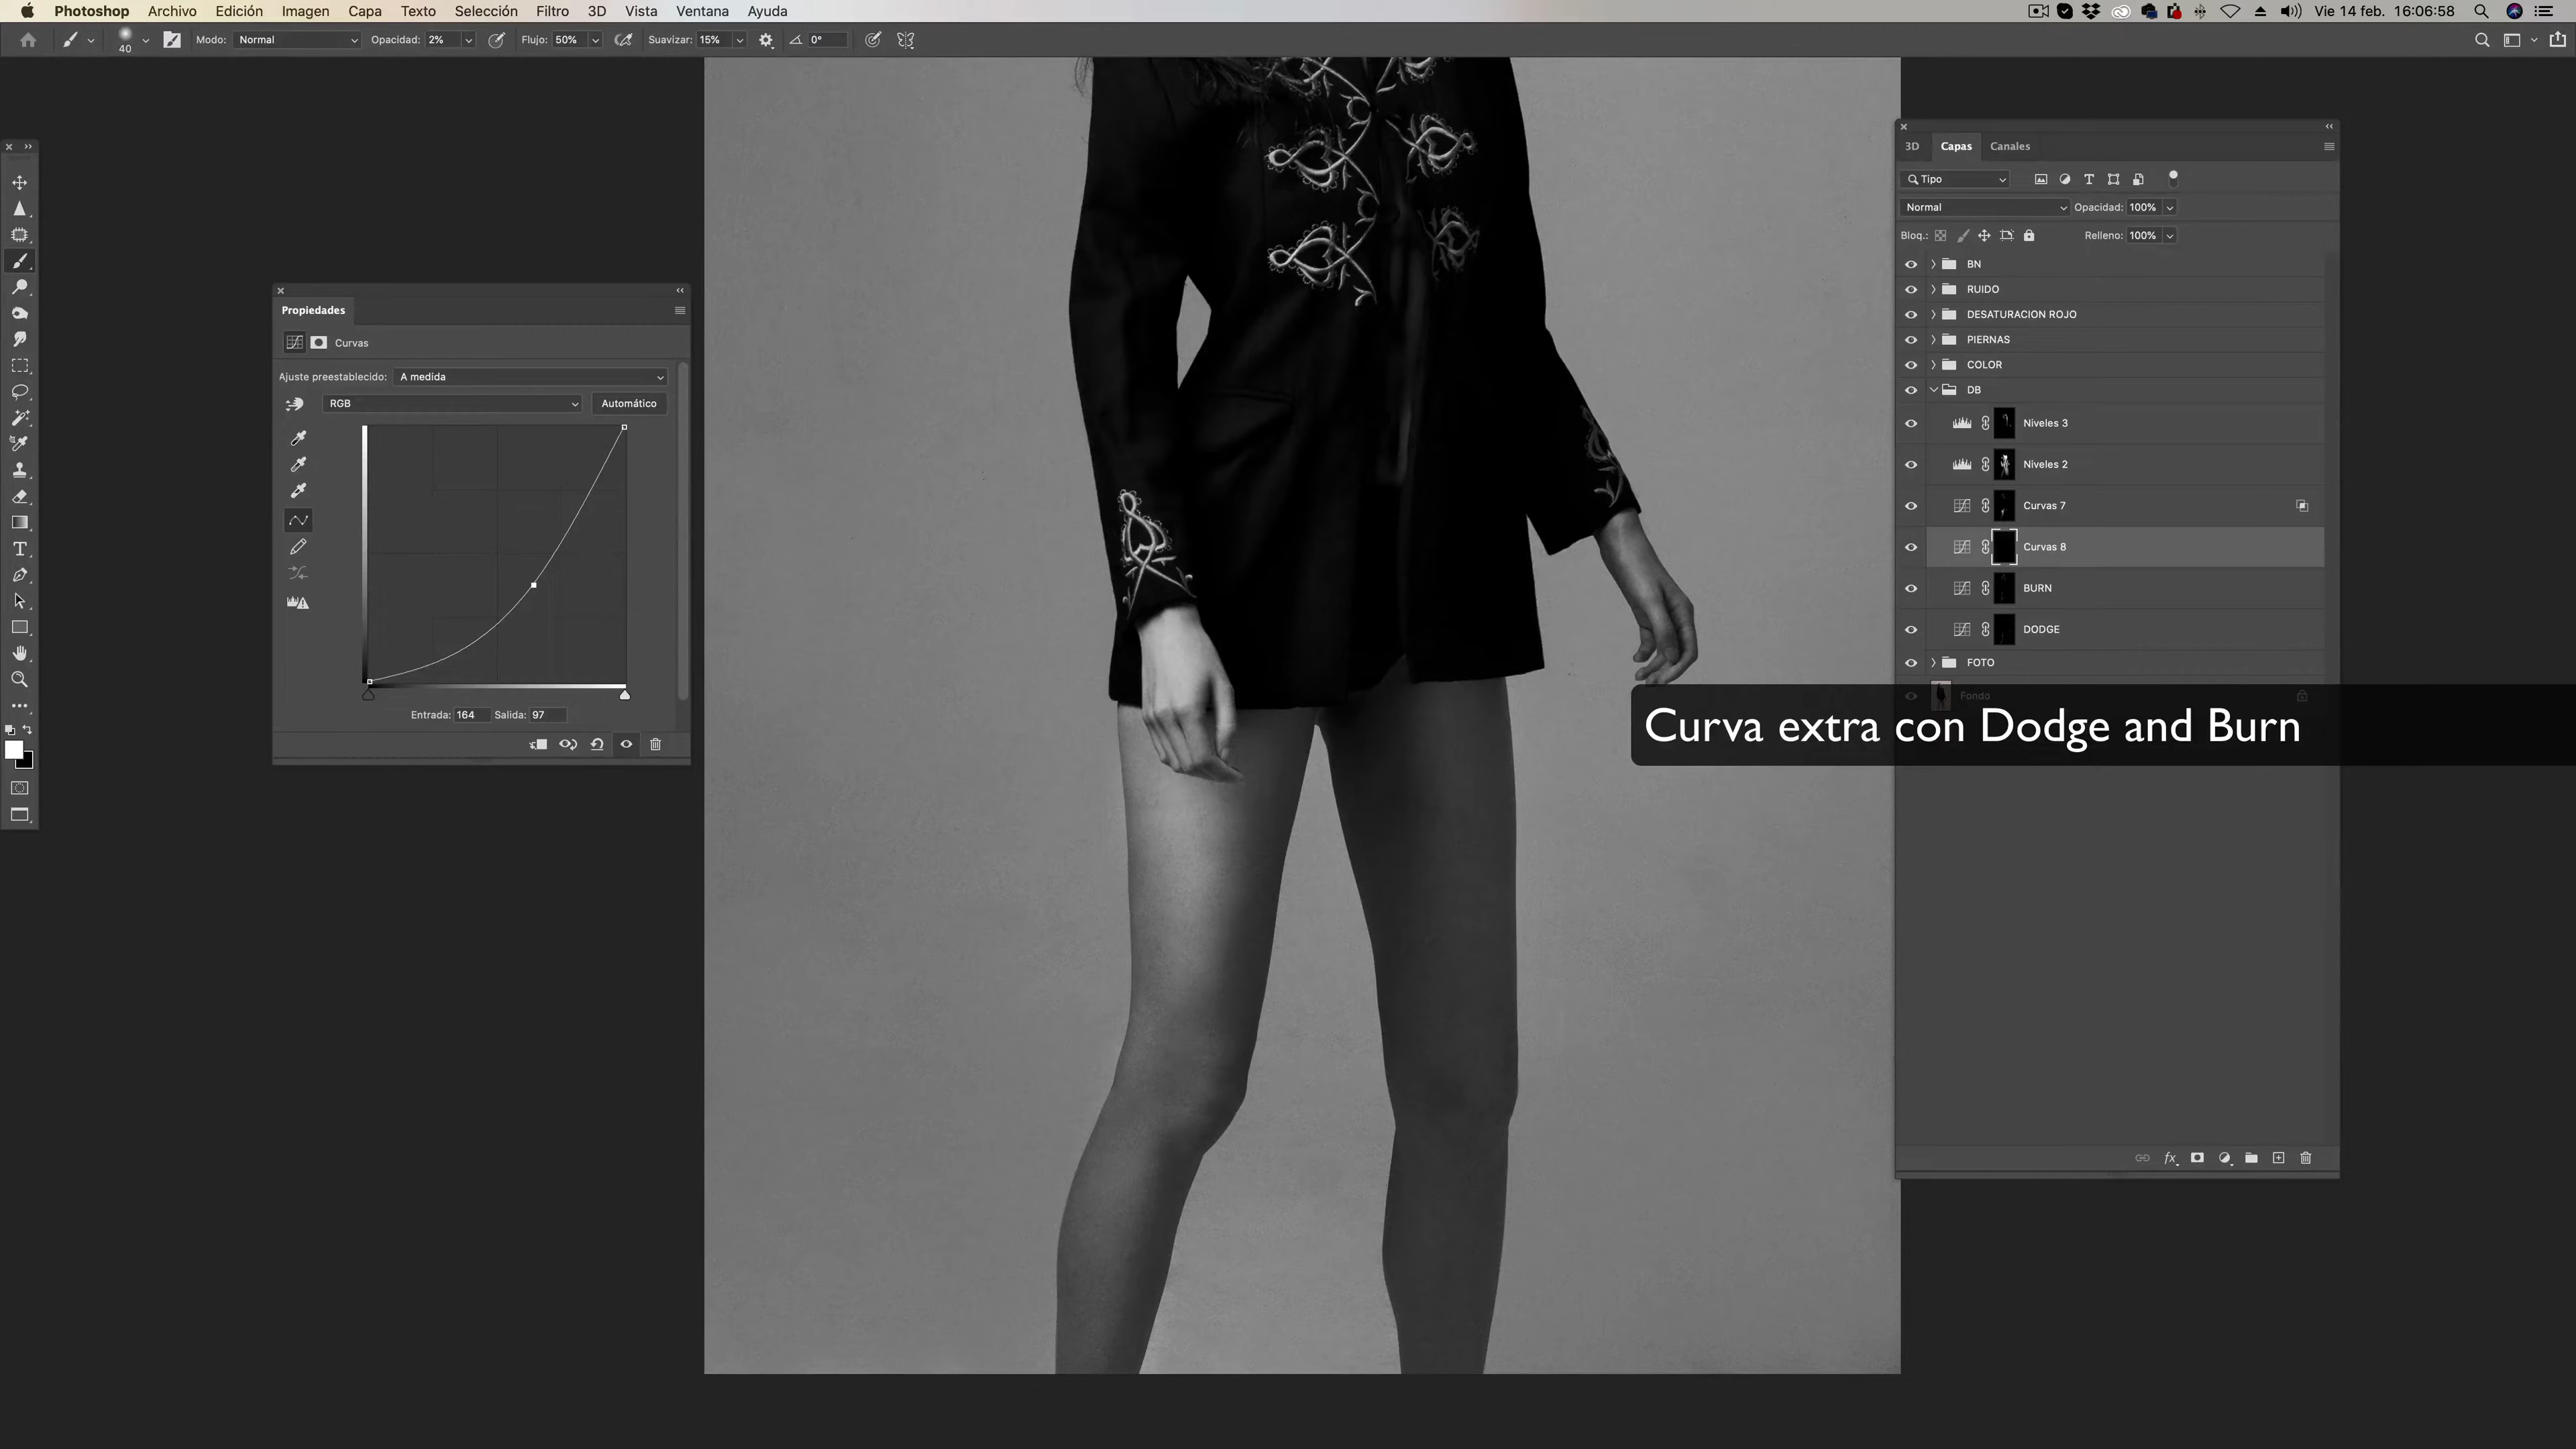 Photoshop Archivo Edición Imagen Capa Texto Selección Filtro 3D Vista Ventana Ayuda Vie 14 feb. 16:06:58
40 Modo: Normal Opacidad: 2% Flujo: 50% Suavizar: 15% 0°
Propiedades
Curvas
Ajuste preestablecido: A medida
RGB Automático
Entrada: 164 Salida: 97
3D Capas Canales
Tipo
Normal Opacidad: 100%
Bloq.: Relleno: 100%
BN
RUIDO
DESATURACION ROJO
PIERNAS
COLOR
DB
Niveles 3
Niveles 2
Curvas 7
Curvas 8
BURN
DODGE
FOTO
Fondo
Curva extra con Dodge and Burn